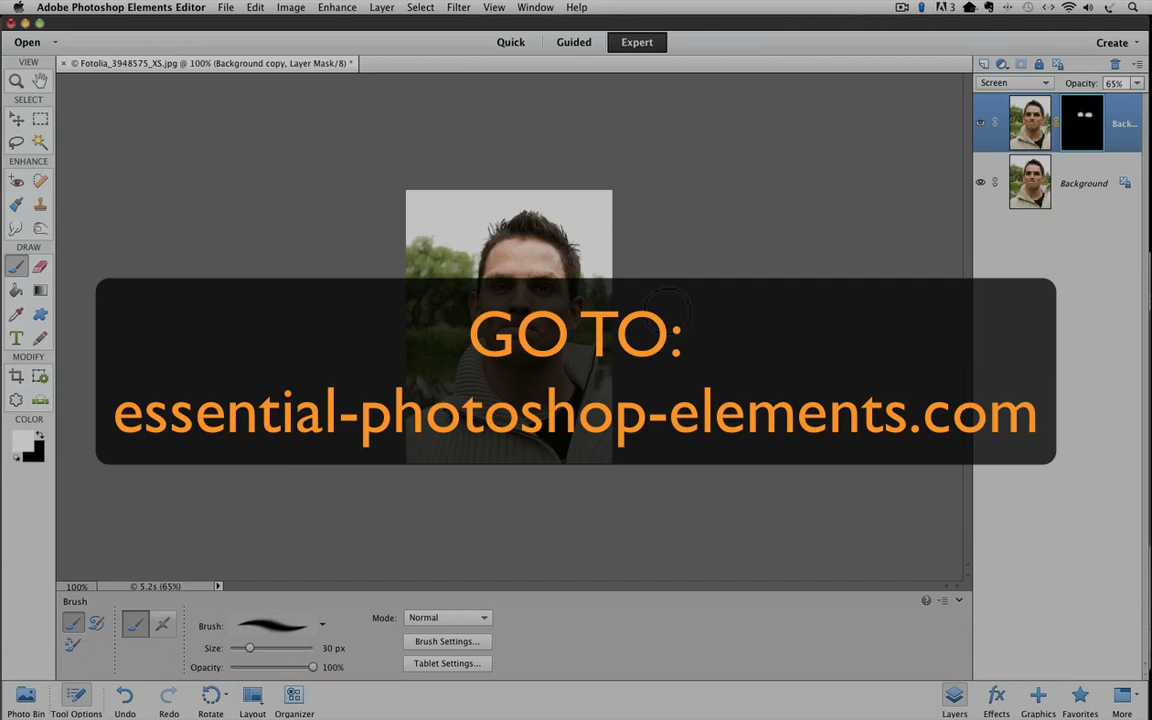 Adobe Photoshop Elements Editor File Edit Image Enhance Layer Select Filter View Window Help 3
Open Quick Guided Expert Create
VIEW
× © Fotolia_3948575_XS.jpg @ 100% (Background copy, Layer Mask/8) *
Screen Opacity: 65%
SELECT
Back...
ENHANCE
Background
DRAW
GO TO:
essential-photoshop-elements.com
T
MODIFY
COLOR
100% © 5.2s (65%)
Brush
Brush: Mode: Normal
Size: 30 px Brush Settings...
Opacity: 100% Tablet Settings...
Photo Bin Tool Options Undo Redo Rotate Layout Organizer Layers Effects Graphics Favorites More